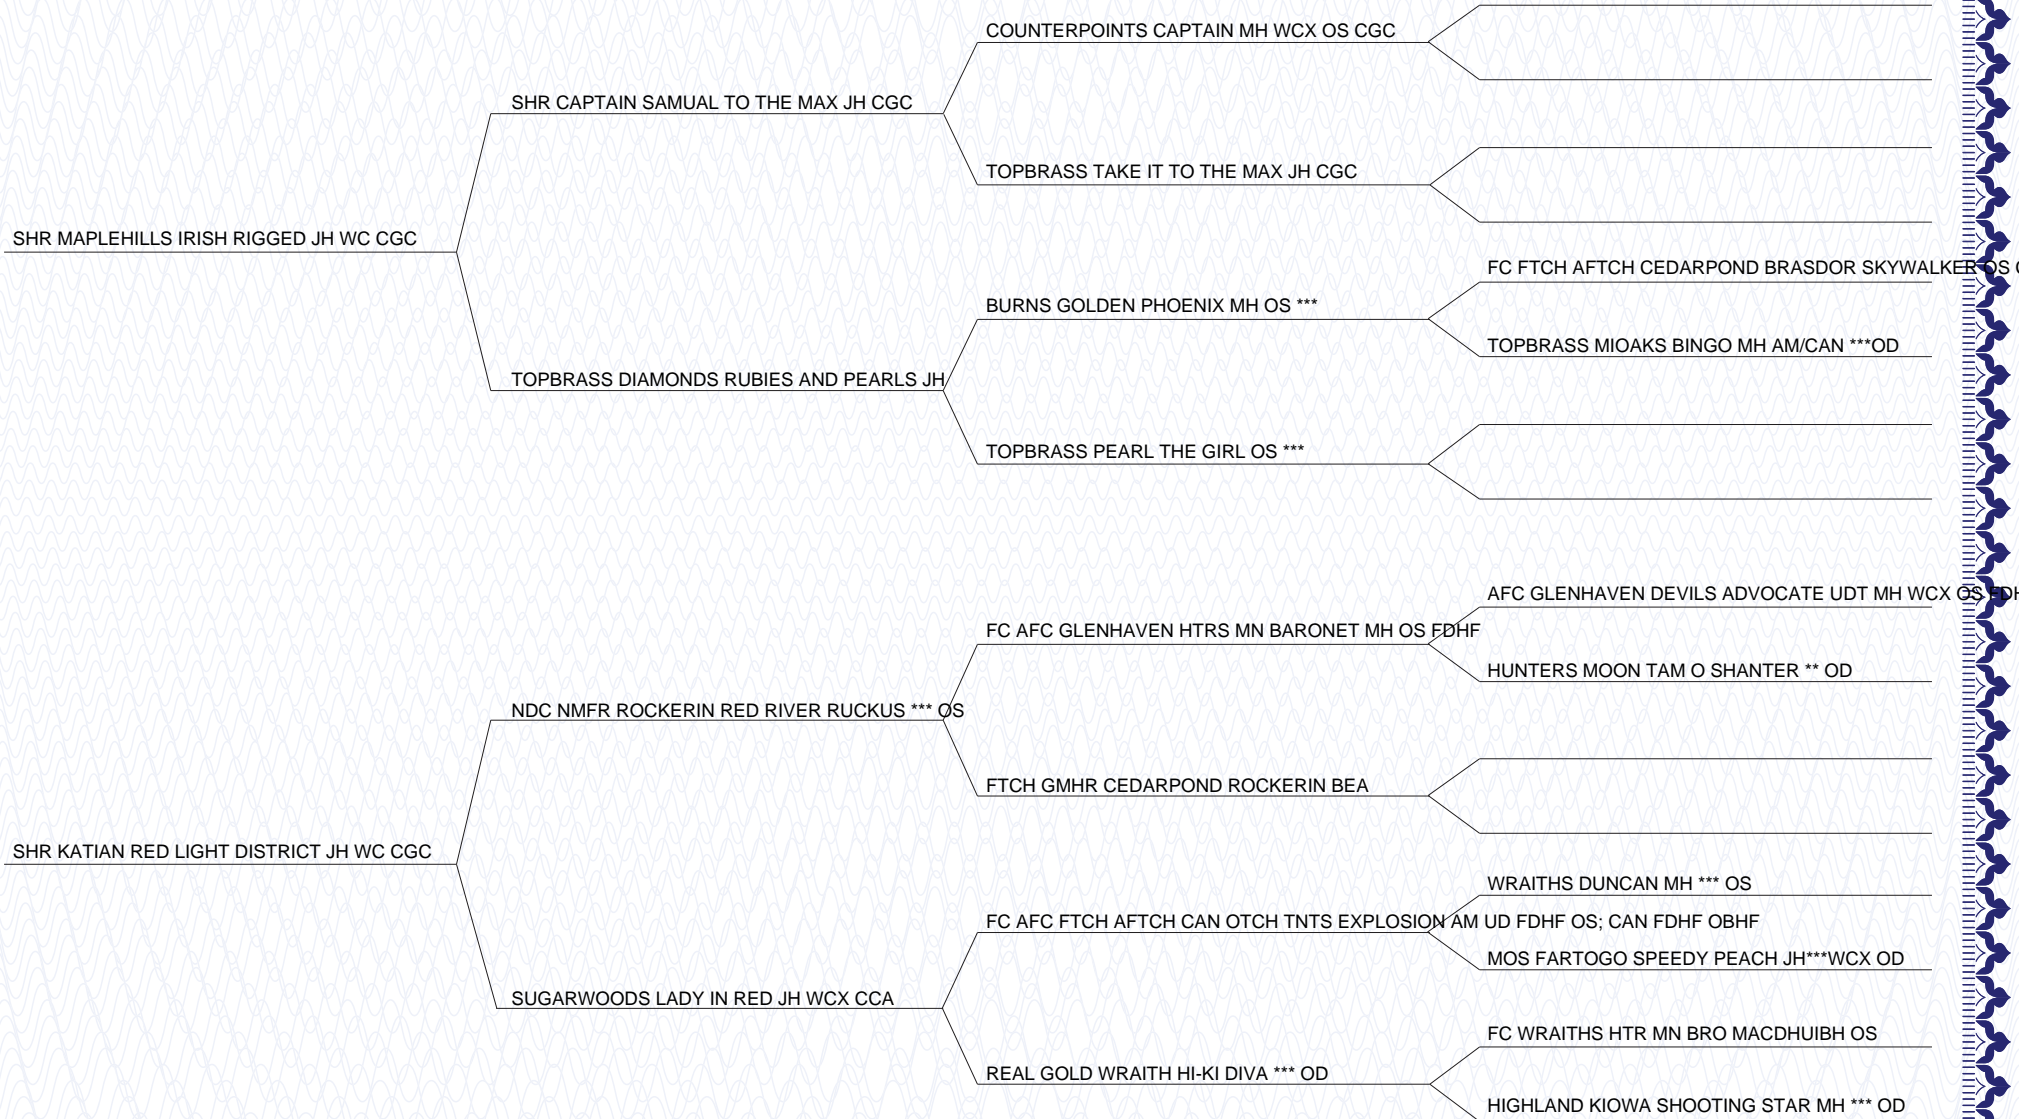 COUNTERPOINTS CAPTAIN MH WCX OS CGC
SHR CAPTAIN SAMUAL TO THE MAX JH CGC
TOPBRASS TAKE IT TO THE MAX JH CGC
SHR MAPLEHILLS IRISH RIGGED JH WC CGC
FC FTCH AFTCH CEDARPOND BRASDOR SKYWALKER OS
BURNS GOLDEN PHOENIX MH OS ***
TOPBRASS MIOAKS BINGO MH AM/CAN ***OD
TOPBRASS DIAMONDS RUBIES AND PEARLS JH
TOPBRASS PEARL THE GIRL OS ***
AFC GLENHAVEN DEVILS ADVOCATE UDT MH WCX OS
FC AFC GLENHAVEN HTRS MN BARONET MH OS FDHF
HUNTERS MOON TAM O SHANTER ** OD
NDC NMFR ROCKERIN RED RIVER RUCKUS *** OS
FTCH GMHR CEDARPOND ROCKERIN BEA
SHR KATIAN RED LIGHT DISTRICT JH WC CGC
WRAITHS DUNCAN MH *** OS
FC AFC FTCH AFTCH CAN OTCH TNTS EXPLOSION AM UD FDHF OS; CAN FDHF OBHF
MOS FARTOGO SPEEDY PEACH JH***WCX OD
SUGARWOODS LADY IN RED JH WCX CCA
FC WRAITHS HTR MN BRO MACDHUIBH OS
REAL GOLD WRAITH HI-KI DIVA *** OD
HIGHLAND KIOWA SHOOTING STAR MH *** OD